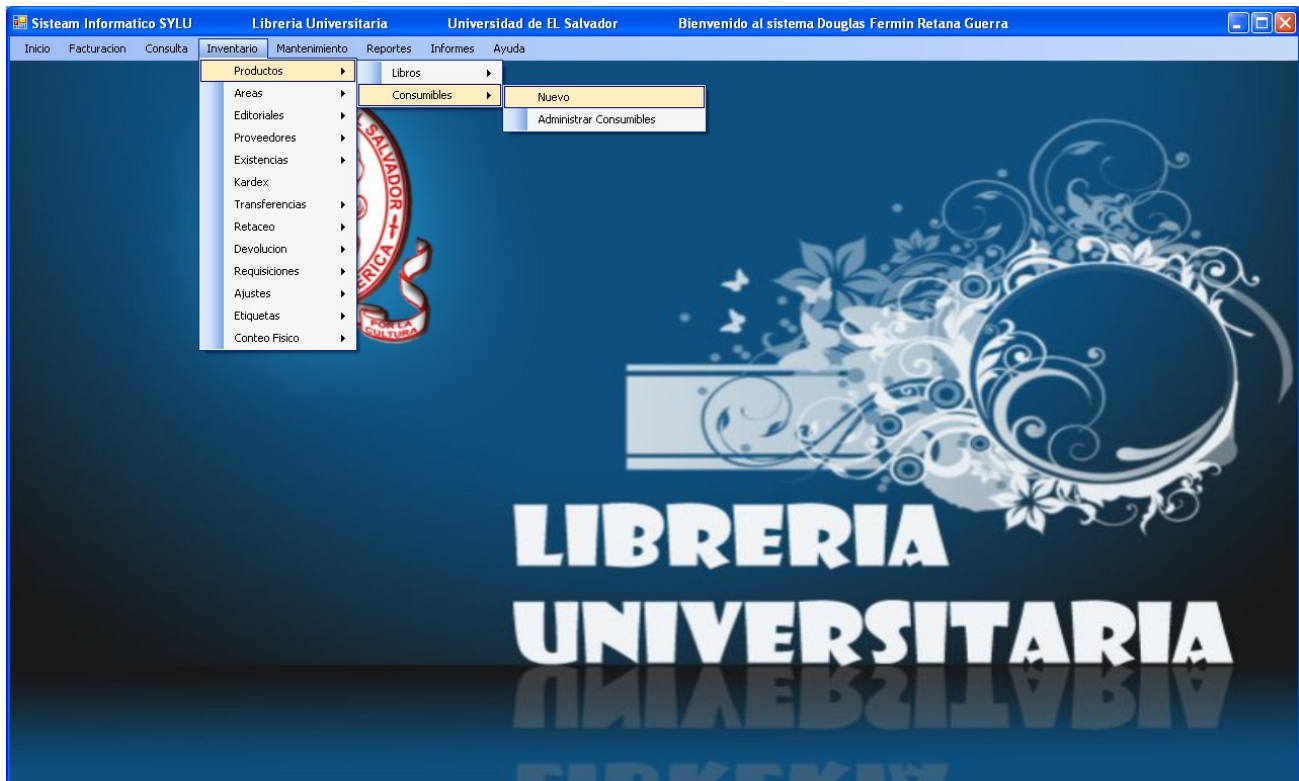 Sisteam Informatico SYLU Libreria Universitaria Universidad de EL Salvador Bienvenido al sistema Douglas Fermin Retana Guerra
Inicio Facturacion Consulta Inventario Mantenimiento Reportes Informes Ayuda
Productos
Areas
Editoriales
Proveedores
Existencias
Kardex
Transferencias
Retaceo
Devolucion
Requisiciones
Ajustes
Etiquetas
Conteo Fisico
Libros
Consumibles
Nuevo
Administrar Consumibles
SALVADOR
POR LA
CULTURA
LIBRERIA
UNIVERSITARIA